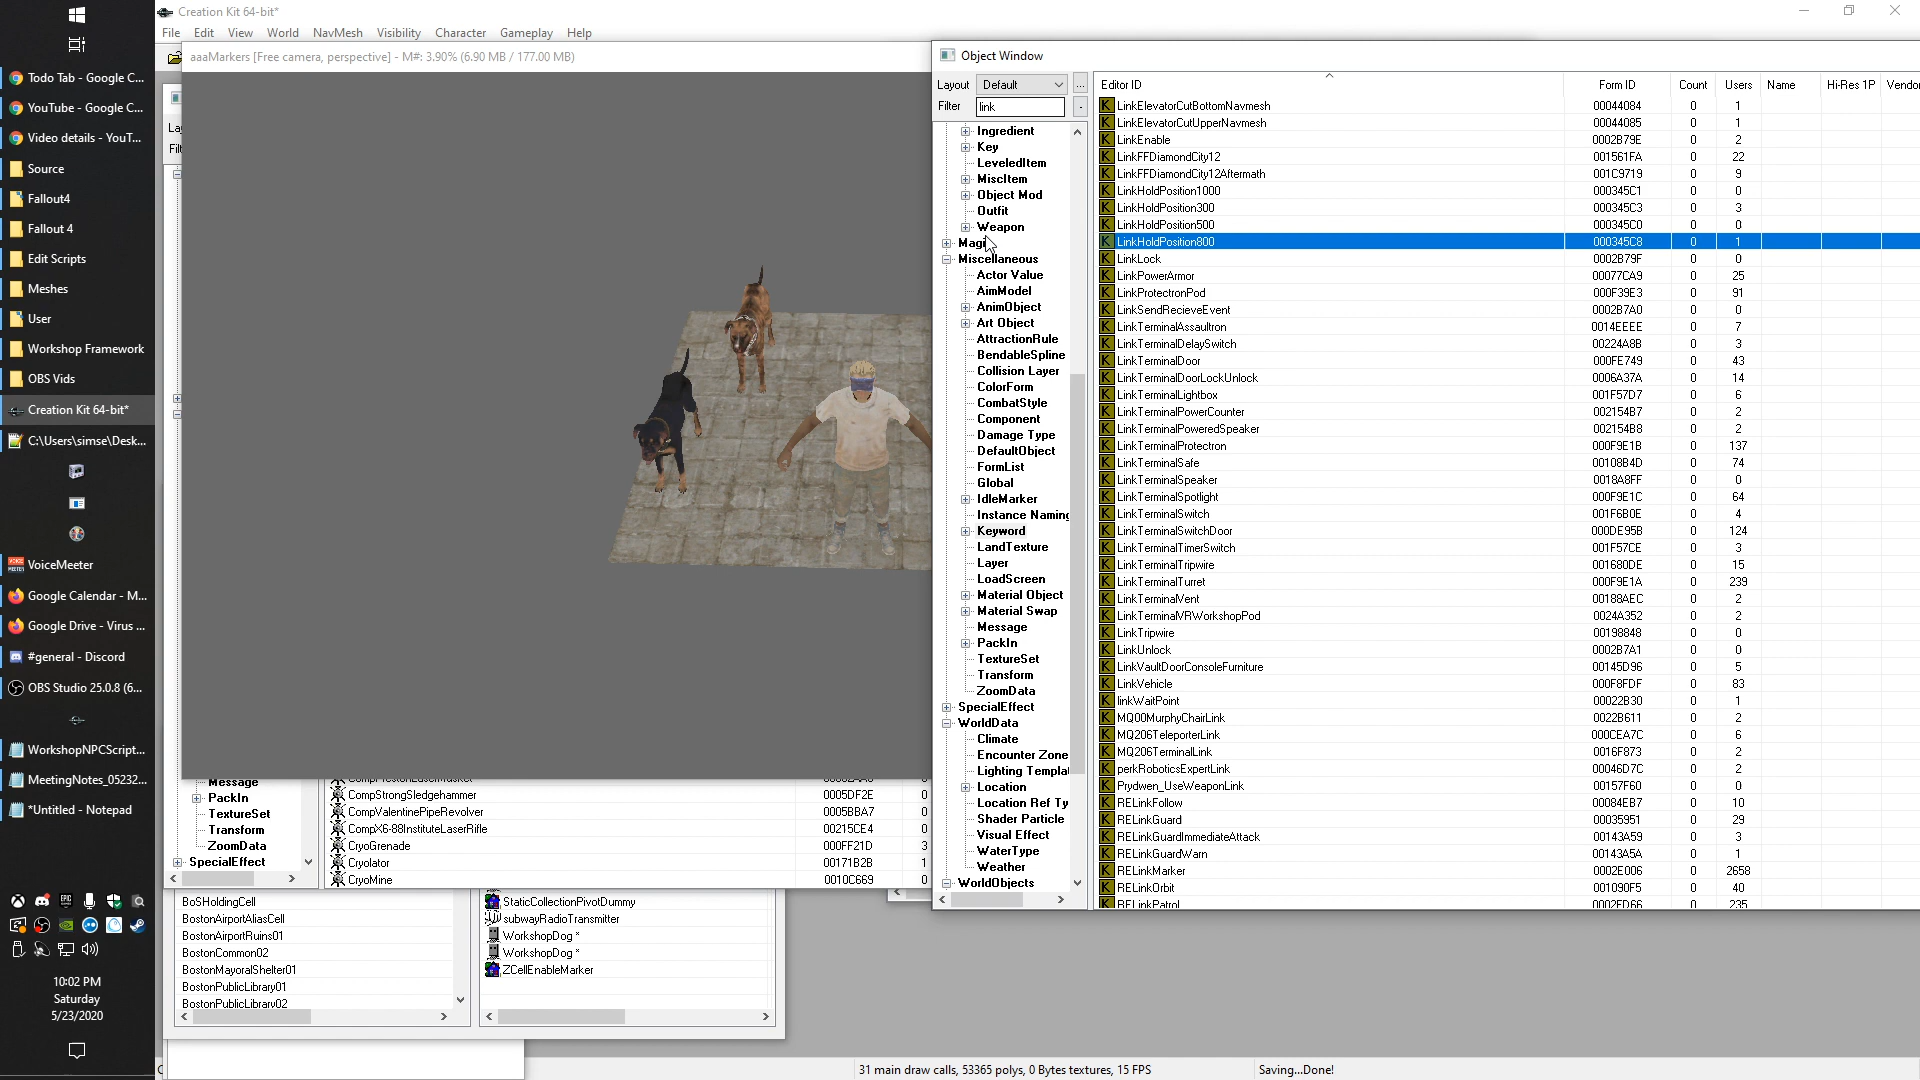 Creation Kit 64-bit*
File Edit View World NavMesh Visibility Character Gameplay Help
aaaMarkers [Free camera, perspective] - M#: 3.90% (6.90 MB / 177.00 MB)
Todo Tab - Google C...
YouTube - Google C...
Video details - YouT...
Source
Fallout4
Fallout 4
Edit Scripts
Meshes
User
Workshop Framework
OBS Vids
Creation Kit 64-bit*
C:\Users\simse\Desk...
VoiceMeeter
Google Calendar - M...
Google Drive - Virus ...
#general - Discord
OBS Studio 25.0.8 (6...
WorkshopNPCScript...
MeetingNotes_05232...
*Untitled - Notepad
10:02 PM
Saturday
5/23/2020
Object Window
Layout Default ...
Filter link
Ingredient
Key
LeveledItem
MiscItem
Object Mod
Outfit
Weapon
Magi
Miscellaneous
Actor Value
AimModel
AnimObject
Art Object
AttractionRule
BendableSpline
Collision Layer
ColorForm
CombatStyle
Component
Damage Type
DefaultObject
FormList
Global
IdleMarker
Instance Naming
Keyword
LandTexture
Layer
LoadScreen
Material Object
Material Swap
Message
PackIn
TextureSet
Transform
ZoomData
SpecialEffect
WorldData
Climate
Encounter Zone
Lighting Templa
Location
Location Ref Ty
Shader Particle
Visual Effect
WaterType
Weather
WorldObjects
Editor ID Form ID Count Users Name Hi-Res 1P Vendor
LinkElevatorCutBottomNavmesh 00044084 0 1
LinkElevatorCutUpperNavmesh 00044085 0 1
LinkEnable 0002B79E 0 2
LinkFFDiamondCity12 001561FA 0 22
LinkFFDiamondCity12Aftermath 001C9719 0 9
LinkHoldPosition1000 000345C1 0 0
LinkHoldPosition300 000345C3 0 3
LinkHoldPosition500 000345C0 0 0
LinkHoldPosition800 000345C8 0 1
LinkLock 0002B79F 0 0
LinkPowerArmor 00077CA9 0 25
LinkProtectronPod 000F39E3 0 91
LinkSendRecieveEvent 0002B7A0 0 0
LinkTerminalAssaultron 0014EEEE 0 7
LinkTerminalDelaySwitch 00224A8B 0 3
LinkTerminalDoor 000FE749 0 43
LinkTerminalDoorLockUnlock 0006A37A 0 14
LinkTerminalLightbox 001F57D7 0 6
LinkTerminalPowerCounter 002154B7 0 2
LinkTerminalPoweredSpeaker 002154B8 0 2
LinkTerminalProtectron 000F9E1B 0 137
LinkTerminalSafe 00108B4D 0 74
LinkTerminalSpeaker 0018A8FF 0 0
LinkTerminalSpotlight 000F9E1C 0 64
LinkTerminalSwitch 001F6B0E 0 4
LinkTerminalSwitchDoor 000DE95B 0 124
LinkTerminalTimerSwitch 001F57CE 0 3
LinkTerminalTripwire 001680DE 0 15
LinkTerminalTurret 000F9E1A 0 239
LinkTerminalVent 00188AEC 0 2
LinkTerminalVRWorkshopPod 0024A352 0 2
LinkTripwire 00198848 0 0
LinkUnlock 0002B7A1 0 0
LinkVaultDoorConsoleFurniture 00145D96 0 5
LinkVehicle 000F8FDF 0 83
linkWaitPoint 00022B30 0 1
MQ00MurphyChairLink 0022B611 0 2
MQ206TeleporterLink 000CEA7C 0 6
MQ206TerminalLink 0016F873 0 2
perkRoboticsExpertLink 00046D7C 0 2
Prydwen_UseWeaponLink 00157F60 0 0
RELinkFollow 00084EB7 0 10
RELinkGuard 00035951 0 29
RELinkGuardImmediateAttack 00143A59 0 3
RELinkGuardWarn 00143A5A 0 1
RELinkMarker 0002E006 0 2658
RELinkOrbit 001090F5 0 40
RELinkPatrol 0002FD66 0 235
Message
PackIn
TextureSet
Transform
ZoomData
SpecialEffect
CompStrongSledgehammer 0005DF2E 0
CompValentinePipeRevolver 0005BBA7 0
CompX6-88InstituteLaserRifle 00215CE4 0
CryoGrenade 000FF21D 3
Cryolator 00171B2B 1
CryoMine 0010C669 0
BoSHoldingCell
BostonAirportAliasCell
BostonAirportRuins01
BostonCommon02
BostonMayoralShelter01
BostonPublicLibrary01
BostonPublicLibrary02
StaticCollectionPivotDummy
subwayRadioTransmitter
WorkshopDog *
WorkshopDog *
ZCellEnableMarker
31 main draw calls, 53365 polys, 0 Bytes textures, 15 FPS
Saving...Done!